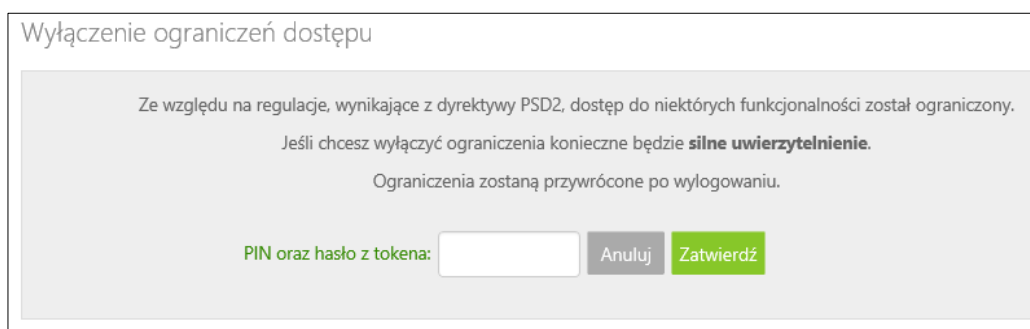 Wyłączenie ograniczeń dostępu
Ze względu na regulacje, wynikające z dyrektywy PSD2, dostęp do niektórych funkcjonalności został ograniczony.
Jeśli chcesz wyłączyć ograniczenia konieczne będzie silne uwierzytelnienie.
Ograniczenia zostaną przywrócone po wylogowaniu.
PIN oraz hasło z tokena: Anuluj Zatwierdź